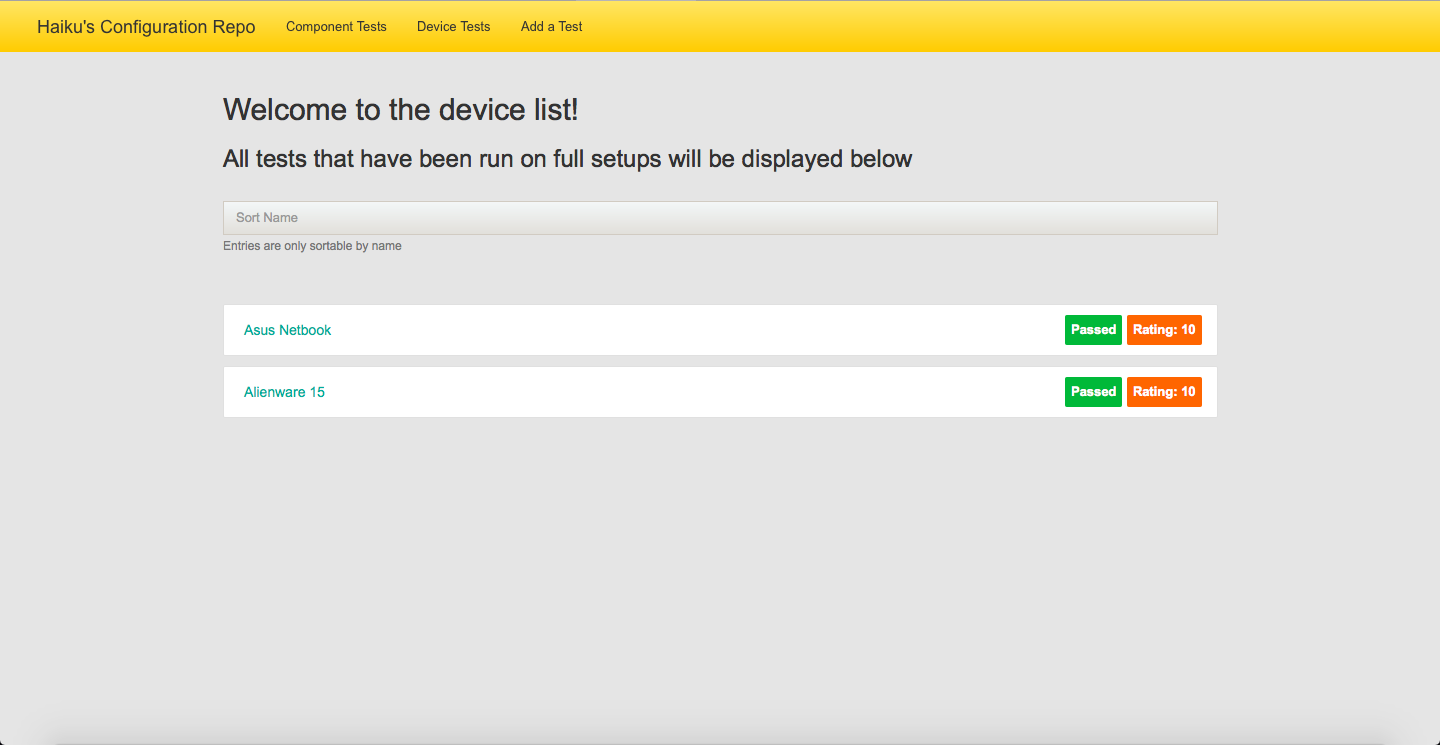 Haiku's Configuration Repo Component Tests Device Tests Add a Test
Welcome to the device list!
All tests that have been run on full setups will be displayed below
Sort Name
Entries are only sortable by name
Asus Netbook Passed Rating: 10
Alienware 15 Passed Rating: 10